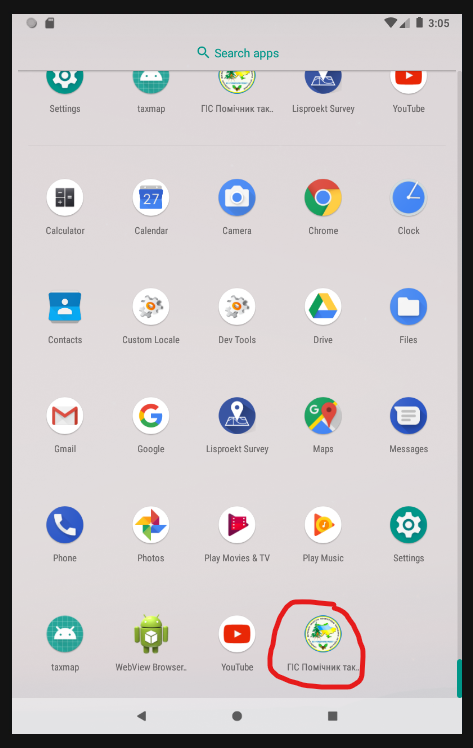 3:05
Search apps
Settings
taxmap
ГІС Помічник так..
Lisproekt Survey
YouTube
27
Calculator
Calendar
Camera
Chrome
Clock
Contacts
Custom Locale
Dev Tools
Drive
Files
G
Gmail
Google
Lisproekt Survey
Maps
Messages
Phone
Photos
Play Movies & TV
Play Music
Settings
taxmap
WebView Browser..
YouTube
ГІС Помічник так..